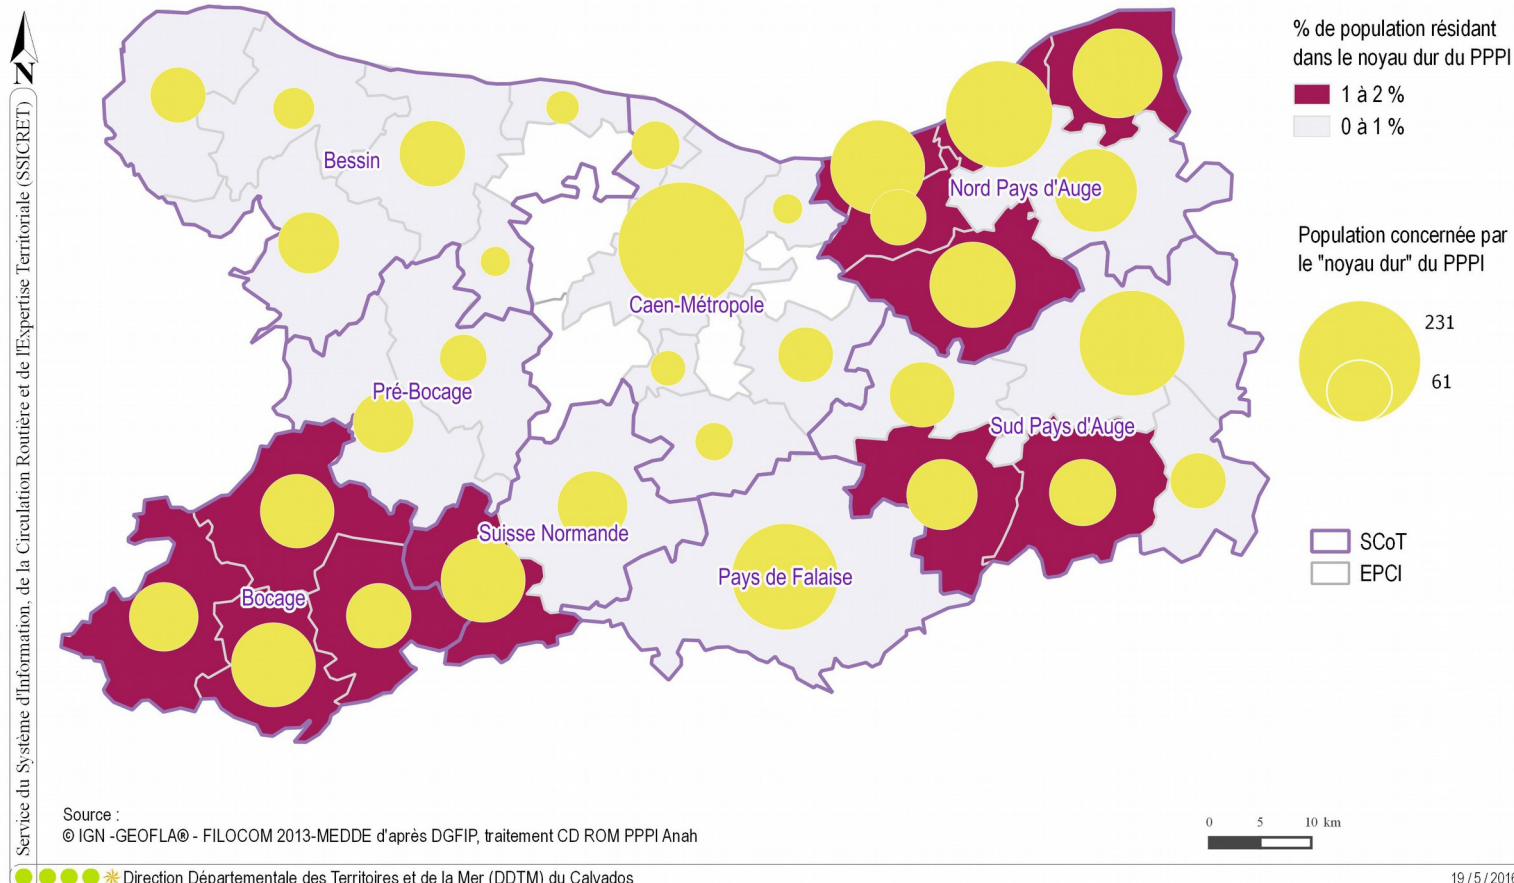 N
Service du Système d'Information, de la Circulation Routière et de l'Expertise Territoriale (SSICRET)
Bessin
Nord Pays d'Auge
Caen-Métropole
Pré-Bocage
Sud Pays d'Auge
Suisse Normande
Pays de Falaise
Bocage
% de population résidant
dans le noyau dur du PPPI
1 à 2 %
0 à 1 %
Population concernée par
le "noyau dur" du PPPI
231
61
SCoT
EPCI
Source :
© IGN -GEOFLA® - FILOCOM 2013-MEDDE d'après DGFIP, traitement CD ROM PPPI Anah
0 5 10 km
Direction Départementale des Territoires et de la Mer (DDTM) du Calvados
19 / 5 / 2016